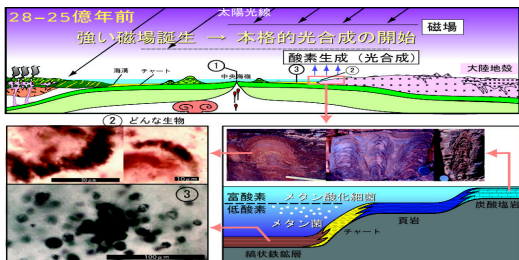 28-25億年前
太陽光線
磁場
強い磁場誕生 → 本格的光合成の開始
酸素生成（光合成）
海溝
チャート
①
中央海嶺
③
②
大陸地殻
② どんな生物
10μm
③
100μm
富酸素
メタン酸化細菌
低酸素
メタン菌
チャート
頁岩
炭酸塩岩
縞状鉄鉱層